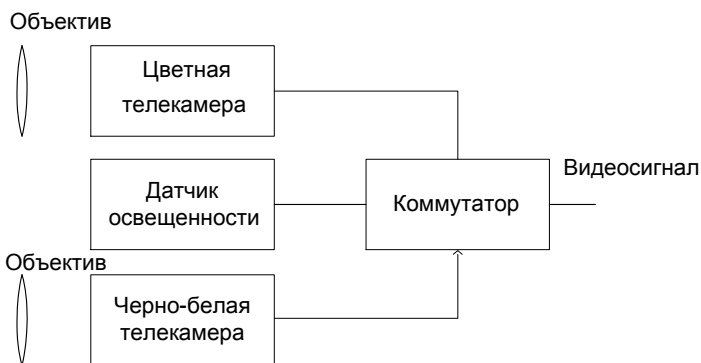 Объектив
Цветная
телекамера
Датчик
освещенности
Коммутатор
Видеосигнал
Объектив
Черно-белая
телекамера